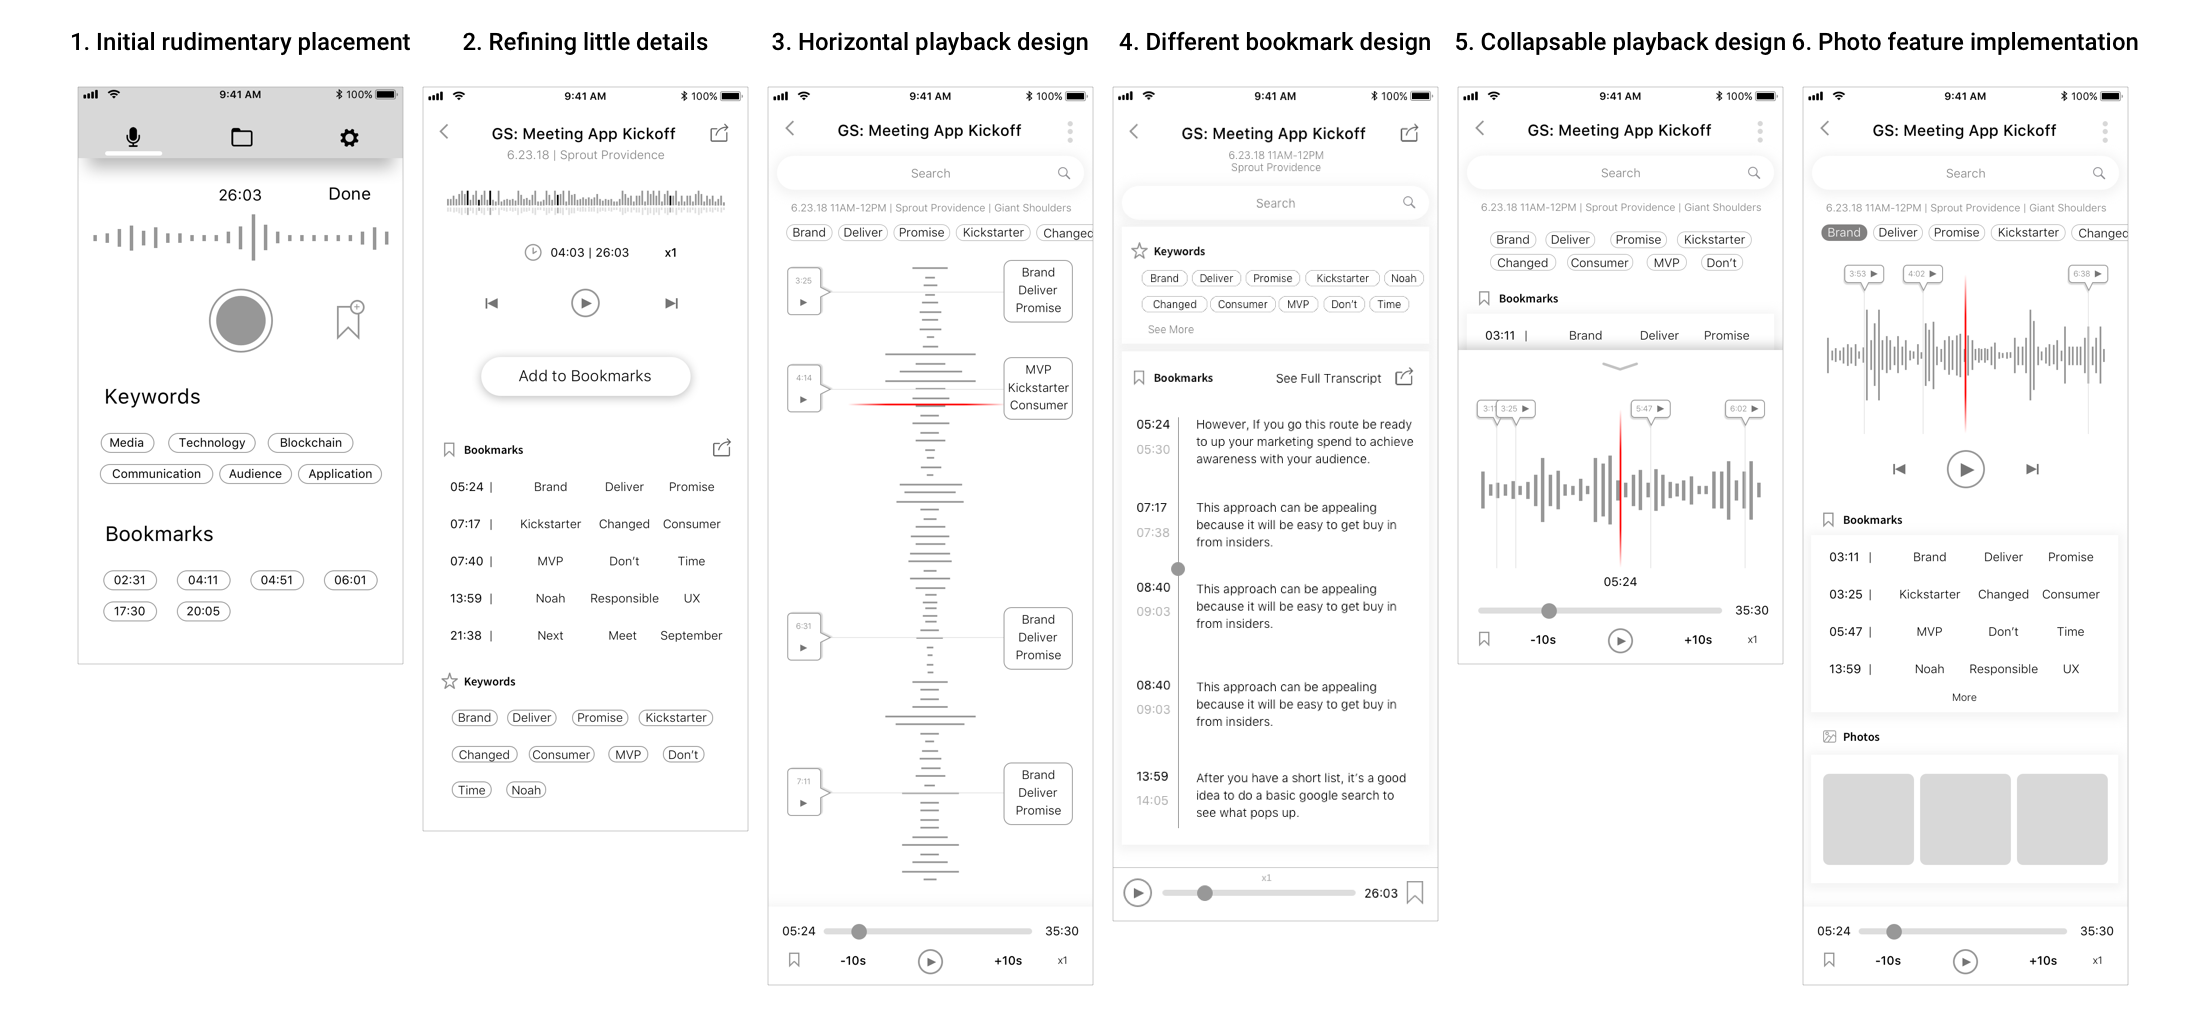 1. Initial rudimentary placement
9:41 AM
100%
26:03 Done
Keywords
Media Technology Blockchain
Communication Audience Application
Bookmarks
02:31 04:11 04:51 06:01
17:30 20:05
2. Refining little details
9:41 AM
100%
GS: Meeting App Kickoff
6.23.18 | Sprout Providence
04:03 | 26:03 x1
Add to Bookmarks
Bookmarks
05:24 | Brand Deliver Promise
07:17 | Kickstarter Changed Consumer
07:40 | MVP Don't Time
13:59 | Noah Responsible UX
21:38 | Next Meet September
Keywords
Brand Deliver Promise Kickstarter
Changed Consumer MVP Don't
Time Noah
3. Horizontal playback design
9:41 AM
100%
GS: Meeting App Kickoff
Search
6.23.18 11AM-12PM | Sprout Providence | Giant Shoulders
Brand Deliver Promise Kickstarter Changed
3:25
Brand
Deliver
Promise
4:14
MVP
Kickstarter
Consumer
6:31
Brand
Deliver
Promise
7:11
Brand
Deliver
Promise
05:24 35:30
-10s +10s x1
4. Different bookmark design
9:41 AM
100%
GS: Meeting App Kickoff
6.23.18 11AM-12PM
Sprout Providence
Search
Keywords
Brand Deliver Promise Kickstarter Noah
Changed Consumer MVP Don't Time
See More
Bookmarks See Full Transcript
05:24
05:30
However, If you go this route be ready
to up your marketing spend to achieve
awareness with your audience.
07:17
07:38
This approach can be appealing
because it will be easy to get buy in
from insiders.
08:40
09:03
This approach can be appealing
because it will be easy to get buy in
from insiders.
08:40
09:03
This approach can be appealing
because it will be easy to get buy in
from insiders.
13:59
14:05
After you have a short list, it's a good
idea to do a basic google search to
see what pops up.
x1
26:03
5. Collapsable playback design
9:41 AM
100%
GS: Meeting App Kickoff
Search
6.23.18 11AM-12PM | Sprout Providence | Giant Shoulders
Brand Deliver Promise Kickstarter
Changed Consumer MVP Don't
Bookmarks
03:11 | Brand Deliver Promise
3:11 3:25 5:47 6:02
05:24
35:30
-10s +10s x1
6. Photo feature implementation
9:41 AM
100%
GS: Meeting App Kickoff
Search
6.23.18 11AM-12PM | Sprout Providence | Giant Shoulders
Brand Deliver Promise Kickstarter Changed
3:53 4:02 6:38
Bookmarks
03:11 | Brand Deliver Promise
03:25 | Kickstarter Changed Consumer
05:47 | MVP Don't Time
13:59 | Noah Responsible UX
More
Photos
05:24 35:30
-10s +10s x1